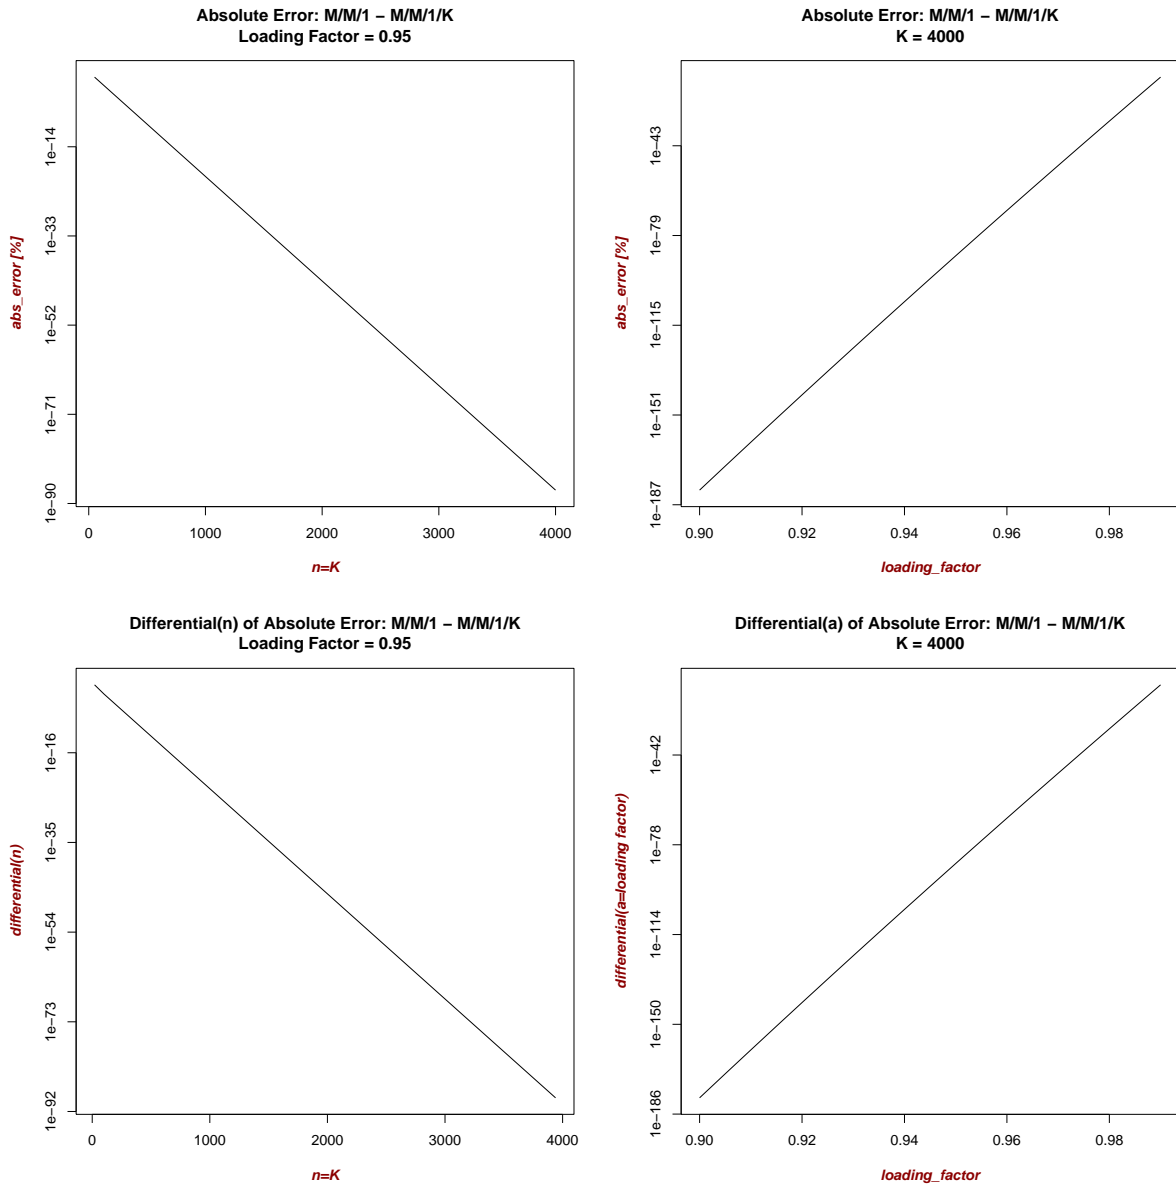 Absolute Error: M/M/1 − M/M/1/K
Loading Factor = 0.95
abs_error [%]
1e−14
1e−33
1e−52
1e−71
1e−90
0 1000 2000 3000 4000
n=K
Absolute Error: M/M/1 − M/M/1/K
K = 4000
abs_error [%]
1e−43
1e−79
1e−115
1e−151
1e−187
0.90 0.92 0.94 0.96 0.98
loading_factor
Differential(n) of Absolute Error: M/M/1 − M/M/1/K
Loading Factor = 0.95
differential(n)
1e−16
1e−35
1e−54
1e−73
1e−92
0 1000 2000 3000 4000
n=K
Differential(a) of Absolute Error: M/M/1 − M/M/1/K
K = 4000
differential(a=loading factor)
1e−42
1e−78
1e−114
1e−150
1e−186
0.90 0.92 0.94 0.96 0.98
loading_factor